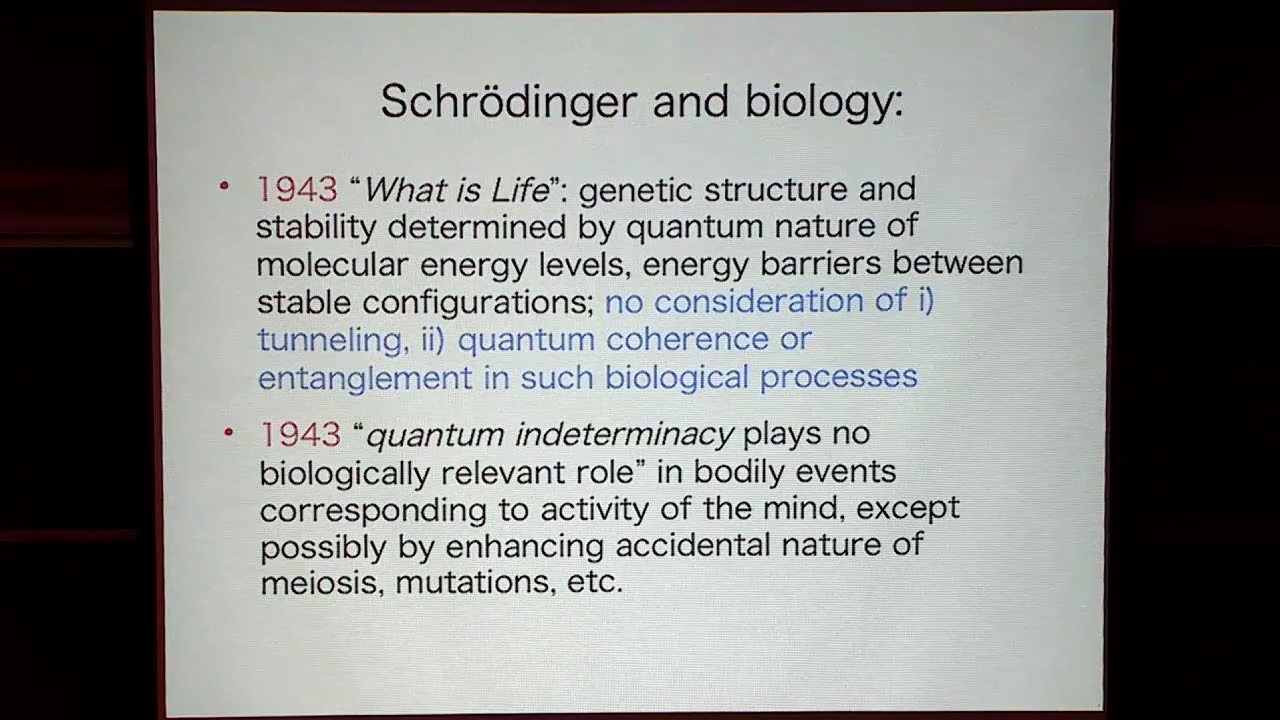 Schrödinger and biology:
• 1943 “What is Life”: genetic structure and
stability determined by quantum nature of
molecular energy levels, energy barriers between
stable configurations; no consideration of i)
tunneling, ii) quantum coherence or
entanglement in such biological processes
• 1943 “quantum indeterminacy plays no
biologically relevant role” in bodily events
corresponding to activity of the mind, except
possibly by enhancing accidental nature of
meiosis, mutations, etc.